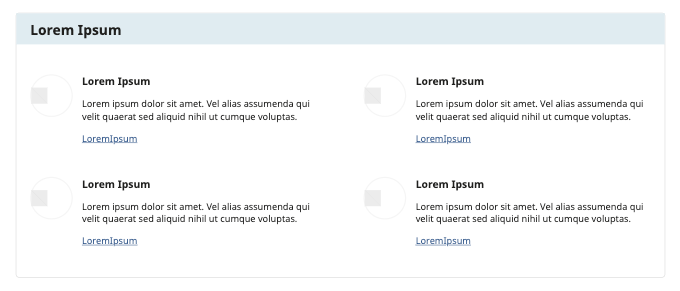 Lorem Ipsum
Lorem Ipsum
Lorem ipsum dolor sit amet. Vel alias assumenda qui
velit quaerat sed aliquid nihil ut cumque voluptas.
LoremIpsum
Lorem Ipsum
Lorem ipsum dolor sit amet. Vel alias assumenda qui
velit quaerat sed aliquid nihil ut cumque voluptas.
LoremIpsum
Lorem Ipsum
Lorem ipsum dolor sit amet. Vel alias assumenda qui
velit quaerat sed aliquid nihil ut cumque voluptas.
LoremIpsum
Lorem Ipsum
Lorem ipsum dolor sit amet. Vel alias assumenda qui
velit quaerat sed aliquid nihil ut cumque voluptas.
LoremIpsum